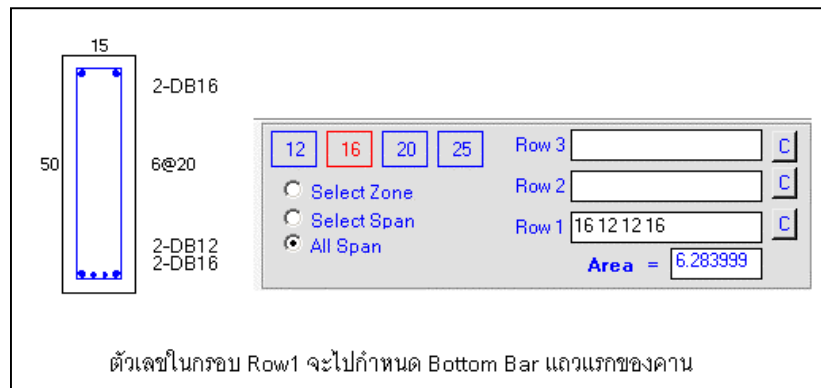 15
2-DB16
50
6@20
2-DB12
2-DB16
12 16 20 25
Select Zone
Select Span
All Span
Row 3 C
Row 2 C
Row 1 16 12 12 16 C
Area = 6.283999
ตัวเลขในกรอบ Row1 จะไปกำหนด Bottom Bar แถวแรกของคาน